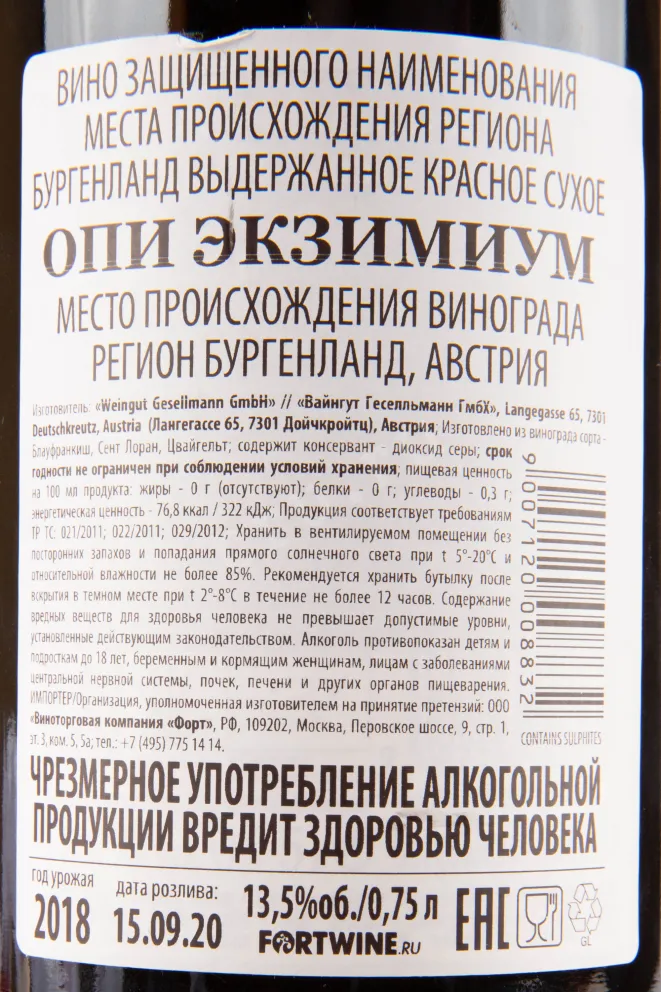 ВИНО ЗАЩИЩЕННОГО НАИМЕНОВАНИЯ
МЕСТА ПРОИСХОЖДЕНИЯ РЕГИОНА
БУРГЕНЛАНД ВЫДЕРЖАННОЕ КРАСНОЕ СУХОЕ
ОПИ ЭКЗИМИУМ
МЕСТО ПРОИСХОЖДЕНИЯ ВИНОГРАДА
РЕГИОН БУРГЕНЛАНД, АВСТРИЯ
Изготовитель: «Weingut Gesellmann GmbH» // «Вайнгут Геселльманн ГмбХ», Langegasse 65, 7301
Deutschkreutz, Austria (Лангегассе 65, 7301 Дойчкройтц), Австрия; Изготовлено из винограда сорта -
Блауфранкиш, Сент Лоран, Цвайгельт; содержит консервант - диоксид серы; срок
годности не ограничен при соблюдении условий хранения; пищевая ценность
на 100 мл продукта: жиры - 0 г (отсутствуют); белки - 0 г; углеводы - 0,3 г;
энергетическая ценность - 76,8 ккал / 322 кДж; Продукция соответствует требованиям
ТР ТС: 021/2011; 022/2011; 029/2012; Хранить в вентилируемом помещении без
посторонних запахов и попадания прямого солнечного света при t 5°-20°C и
относительной влажности не более 85%. Рекомендуется хранить бутылку после
вскрытия в темном месте при t 2°-8°C в течение не более 12 часов. Содержание
вредных веществ для здоровья человека не превышает допустимые уровни,
установленные действующим законодательством. Алкоголь противопоказан детям и
подросткам до 18 лет, беременным и кормящим женщинам, лицам с заболеваниями
центральной нервной системы, почек, печени и других органов пищеварения.
ИМПОРТЕР/Организация, уполномоченная изготовителем на принятие претензий: ООО
«Виноторговая компания «Форт», РФ, 109202, Москва, Перовское шоссе, 9, стр. 1,
эт. 3, ком. 5, 5а; тел.: +7 (495) 775 14 14.
9 007120 008832
CONTAINS SULPHITES
ЧРЕЗМЕРНОЕ УПОТРЕБЛЕНИЕ АЛКОГОЛЬНОЙ
ПРОДУКЦИИ ВРЕДИТ ЗДОРОВЬЮ ЧЕЛОВЕКА
год урожая
2018
дата розлива:
15.09.20
13,5%об./0,75 л
FORTWINE.RU
EAC
GL